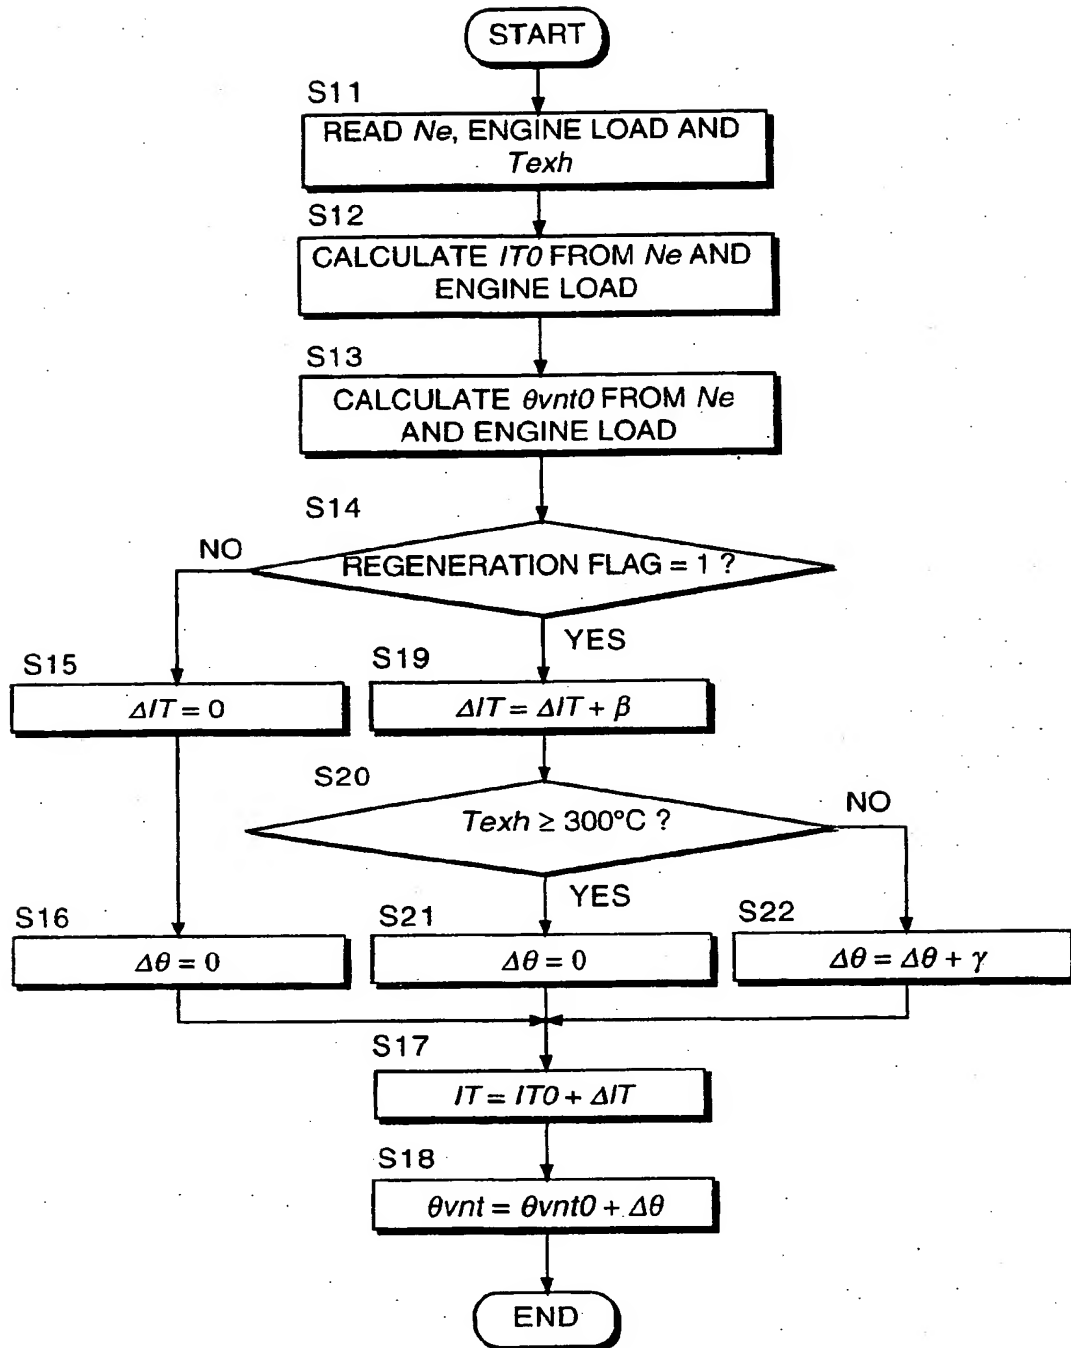 START
S11
READ Ne, ENGINE LOAD AND
Texh
S12
CALCULATE IT0 FROM Ne AND
ENGINE LOAD
S13
CALCULATE θvnt0 FROM Ne
AND ENGINE LOAD
S14
NO
REGENERATION FLAG = 1 ?
YES
S15
ΔIT = 0
S19
ΔIT = ΔIT + β
S20
Texh ≥ 300°C ?
NO
YES
S16
Δθ = 0
S21
Δθ = 0
S22
Δθ = Δθ + γ
S17
IT = IT0 + ΔIT
S18
θvnt = θvnt0 + Δθ
END